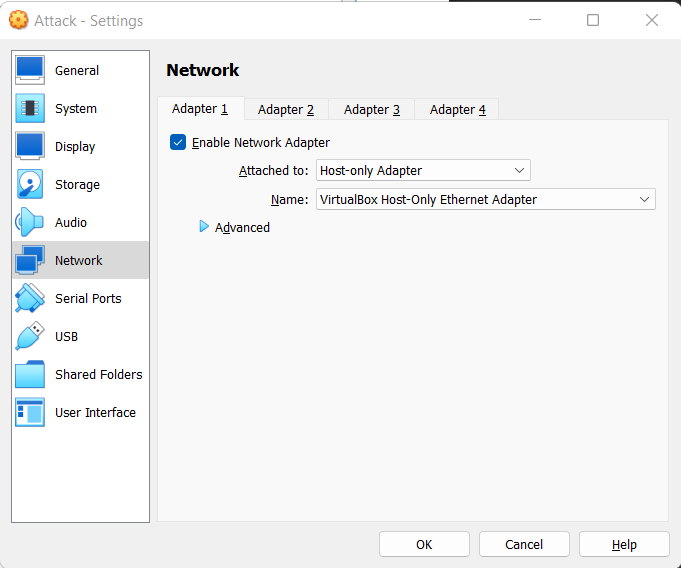 Attack - Settings
General
System
Display
Storage
Audio
Network
Serial Ports
USB
Shared Folders
User Interface
Network
Adapter 1 Adapter 2 Adapter 3 Adapter 4
Enable Network Adapter
Attached to: Host-only Adapter
Name: VirtualBox Host-Only Ethernet Adapter
Advanced
OK Cancel Help